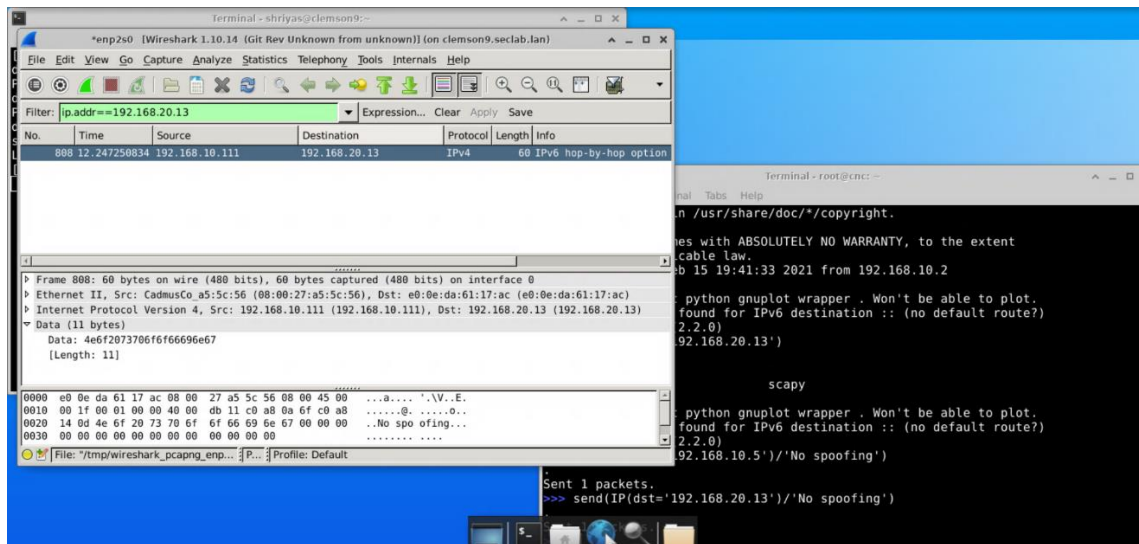 Terminal - shriyas@clemson9:~
*enp2s0 [Wireshark 1.10.14 (Git Rev Unknown from unknown)] (on clemson9.seclab.lan)
File Edit View Go Capture Analyze Statistics Telephony Tools Internals Help
Filter: ip.addr==192.168.20.13 Expression... Clear Apply Save
No. Time Source Destination Protocol Length Info
808 12.247250834 192.168.10.111 192.168.20.13 IPv4 60 IPv6 hop-by-hop option
Frame 808: 60 bytes on wire (480 bits), 60 bytes captured (480 bits) on interface 0
Ethernet II, Src: CadmusCo_a5:5c:56 (08:00:27:a5:5c:56), Dst: e0:0e:da:61:17:ac (e0:0e:da:61:17:ac)
Internet Protocol Version 4, Src: 192.168.10.111 (192.168.10.111), Dst: 192.168.20.13 (192.168.20.13)
Data (11 bytes)
Data: 4e6f2073706f6f66696e67
[Length: 11]
0000 e0 0e da 61 17 ac 08 00 27 a5 5c 56 08 00 45 00 ...a.... '.\V..E.
0010 00 1f 00 01 00 00 40 00 db 11 c0 a8 0a 6f c0 a8 ......@. .....o..
0020 14 0d 4e 6f 20 73 70 6f 6f 66 69 6e 67 00 00 00 ..No spo ofing...
0030 00 00 00 00 00 00 00 00 00 00 00 00 ........ ....
File: "/tmp/wireshark_pcapng_enp... P... Profile: Default
Terminal - root@cnc: ~
nal Tabs Help
in /usr/share/doc/*/copyright.
es with ABSOLUTELY NO WARRANTY, to the extent
cable law.
eb 15 19:41:33 2021 from 192.168.10.2
python gnuplot wrapper . Won't be able to plot.
found for IPv6 destination :: (no default route?)
2.2.0)
92.168.20.13')
scapy
python gnuplot wrapper . Won't be able to plot.
found for IPv6 destination :: (no default route?)
2.2.0)
92.168.10.5')/'No spoofing')
.
Sent 1 packets.
>>> send(IP(dst='192.168.20.13')/'No spoofing')
.